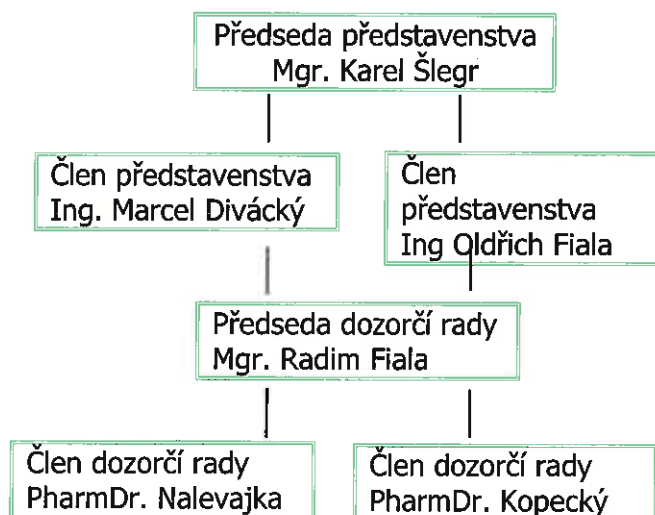 Předseda představenstva
Mgr. Karel Šlegr
Člen představenstva
Ing. Marcel Divácký
Člen
představenstva
Ing Oldřich Fiala
Předseda dozorčí rady
Mgr. Radim Fiala
Člen dozorčí rady
PharmDr. Nalevajka
Člen dozorčí rady
PharmDr. Kopecký